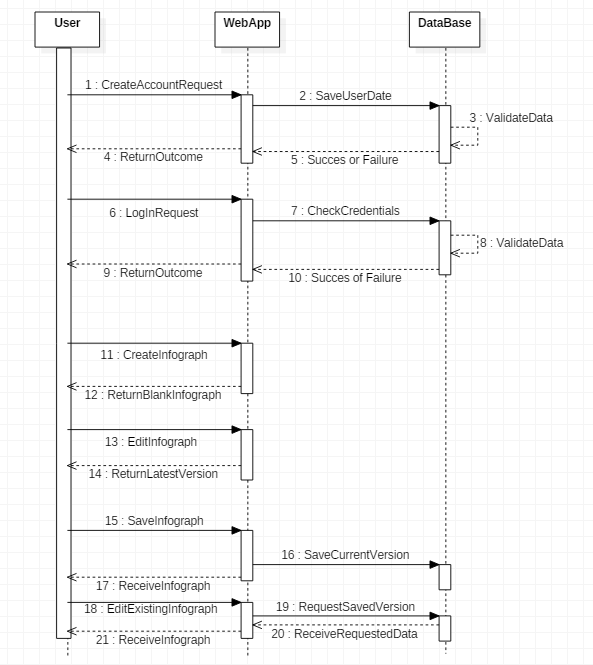 User
WebApp
DataBase
1 : CreateAccountRequest
2 : SaveUserDate
3 : ValidateData
4 : ReturnOutcome
5 : Succes or Failure
6 : LogInRequest
7 : CheckCredentials
8 : ValidateData
9 : ReturnOutcome
10 : Succes of Failure
11 : CreateInfograph
12 : ReturnBlankInfograph
13 : EditInfograph
14 : ReturnLatestVersion
15 : SaveInfograph
16 : SaveCurrentVersion
17 : ReceiveInfograph
18 : EditExistingInfograph
19 : RequestSavedVersion
20 : ReceiveRequestedData
21 : ReceiveInfograph